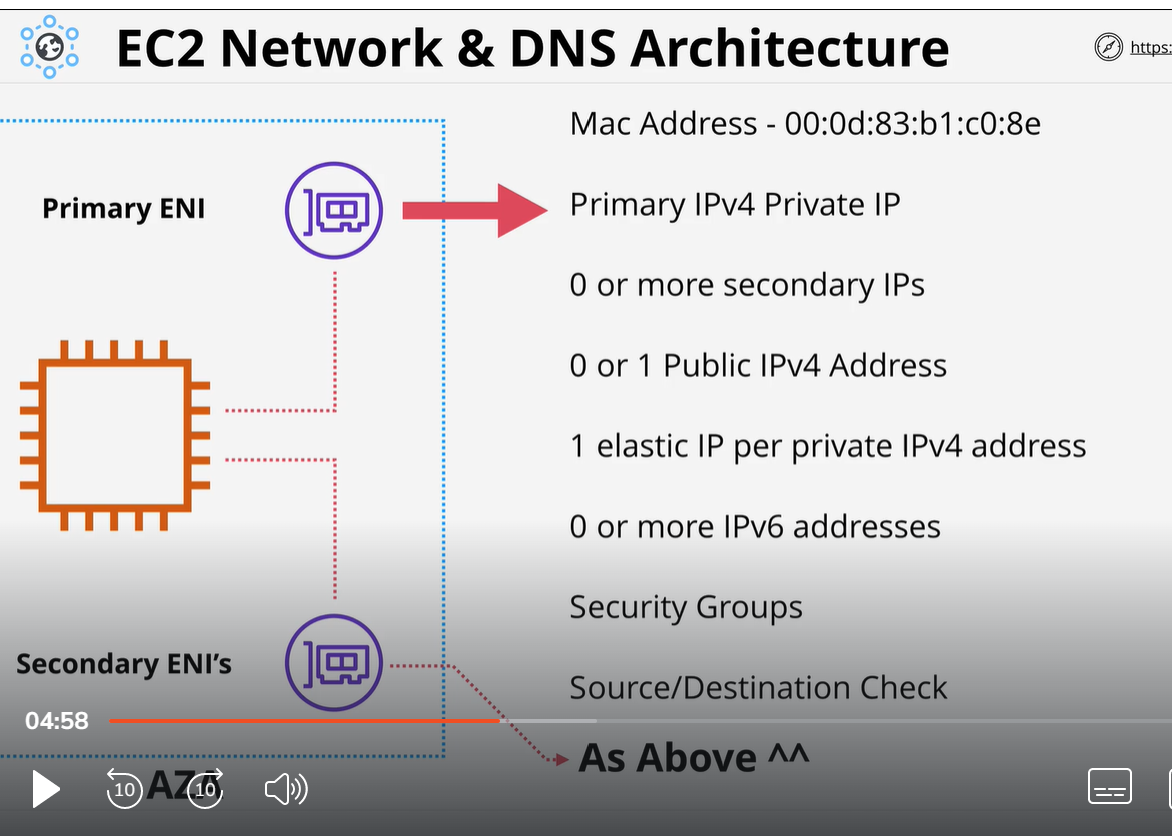 EC2 Network & DNS Architecture
https:
Mac Address - 00:0d:83:b1:c0:8e
Primary ENI
Primary IPv4 Private IP
0 or more secondary IPs
0 or 1 Public IPv4 Address
1 elastic IP per private IPv4 address
0 or more IPv6 addresses
Security Groups
Secondary ENI’s
Source/Destination Check
04:58
As Above ^^
AZA
10
10